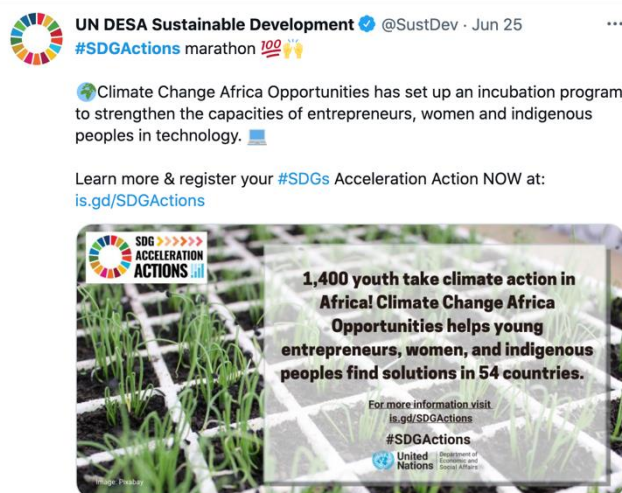 UN DESA Sustainable Development @SustDev · Jun 25
#SDGActions marathon 💯🙌
🌍Climate Change Africa Opportunities has set up an incubation program
to strengthen the capacities of entrepreneurs, women and indigenous
peoples in technology. 💻
Learn more & register your #SDGs Acceleration Action NOW at:
is.gd/SDGActions
SDG
ACCELERATION
ACTIONS
1,400 youth take climate action in
Africa! Climate Change Africa
Opportunities helps young
entrepreneurs, women, and indigenous
peoples find solutions in 54 countries.
For more information visit
is.gd/SDGActions
#SDGActions
United
Nations
Department of
Economic and
Social Affairs
Image: Pixabay